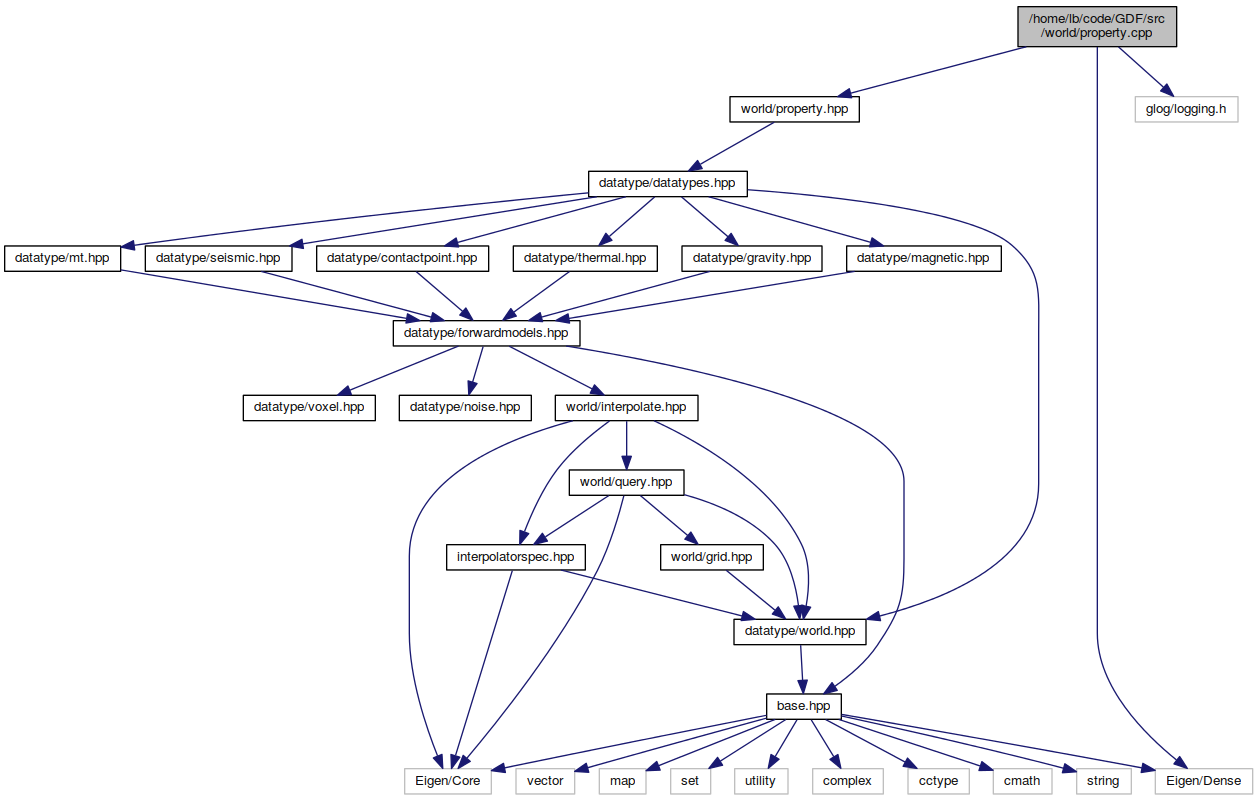 /home/lb/code/GDF/src
/world/property.cpp
world/property.hpp
glog/logging.h
datatype/datatypes.hpp
datatype/mt.hpp
datatype/seismic.hpp
datatype/contactpoint.hpp
datatype/thermal.hpp
datatype/gravity.hpp
datatype/magnetic.hpp
datatype/forwardmodels.hpp
datatype/voxel.hpp
datatype/noise.hpp
world/interpolate.hpp
world/query.hpp
interpolatorspec.hpp
world/grid.hpp
datatype/world.hpp
base.hpp
Eigen/Core
vector
map
set
utility
complex
cctype
cmath
string
Eigen/Dense